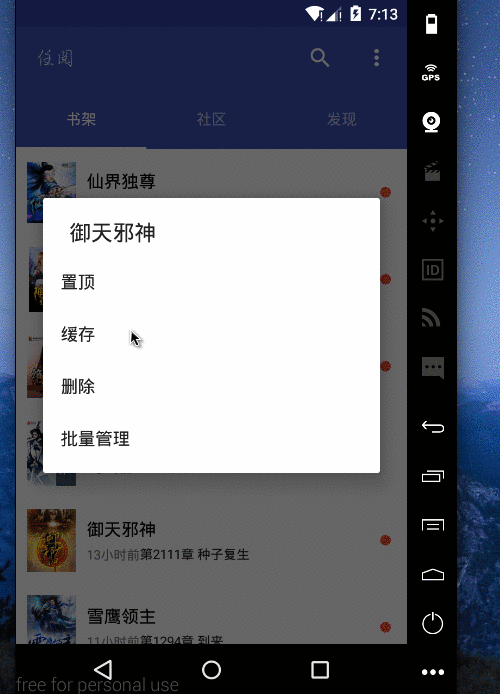 7:13
任阅
书架
社区
发现
仙界独尊
御天邪神
置顶
缓存
删除
批量管理
御天邪神
13小时前第2111章 种子复生
雪鹰领主
11小时前第1294章 到来
GPS
ID
free for personal use